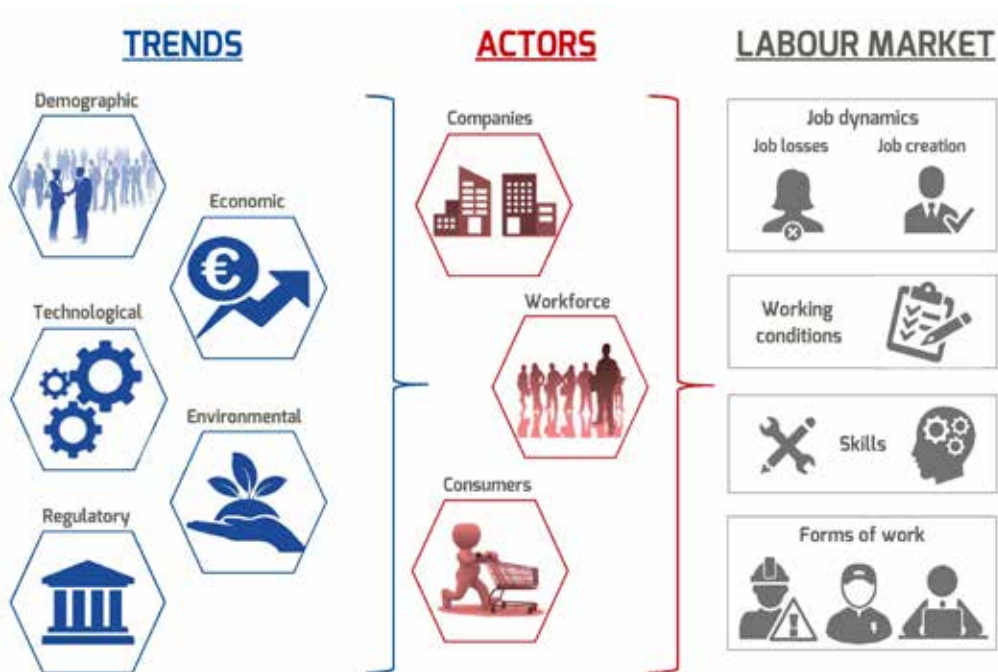 TRENDS
Demographic
Economic
Technological
Environmental
Regulatory
ACTORS
Companies
Workforce
Consumers
LABOUR MARKET
Job dynamics
Job losses
Job creation
Working
conditions
Skills
Forms of work